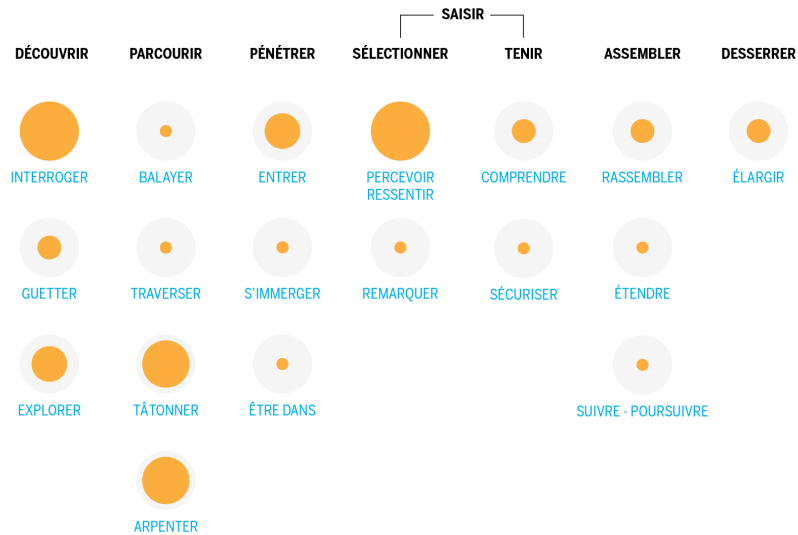 SAISIR
DÉCOUVRIR PARCOURIR PÉNÉTRER SÉLECTIONNER TENIR ASSEMBLER DESSERRER
INTERROGER BALAYER ENTRER PERCEVOIR COMPRENDRE RASSEMBLER ÉLARGIR
RESSENTIR
GUETTER TRAVERSER S'IMMERGER REMARQUER SÉCURISER ÉTENDRE
EXPLORER TÂTONNER ÊTRE DANS SUIVRE - POURSUIVRE
ARPENTER